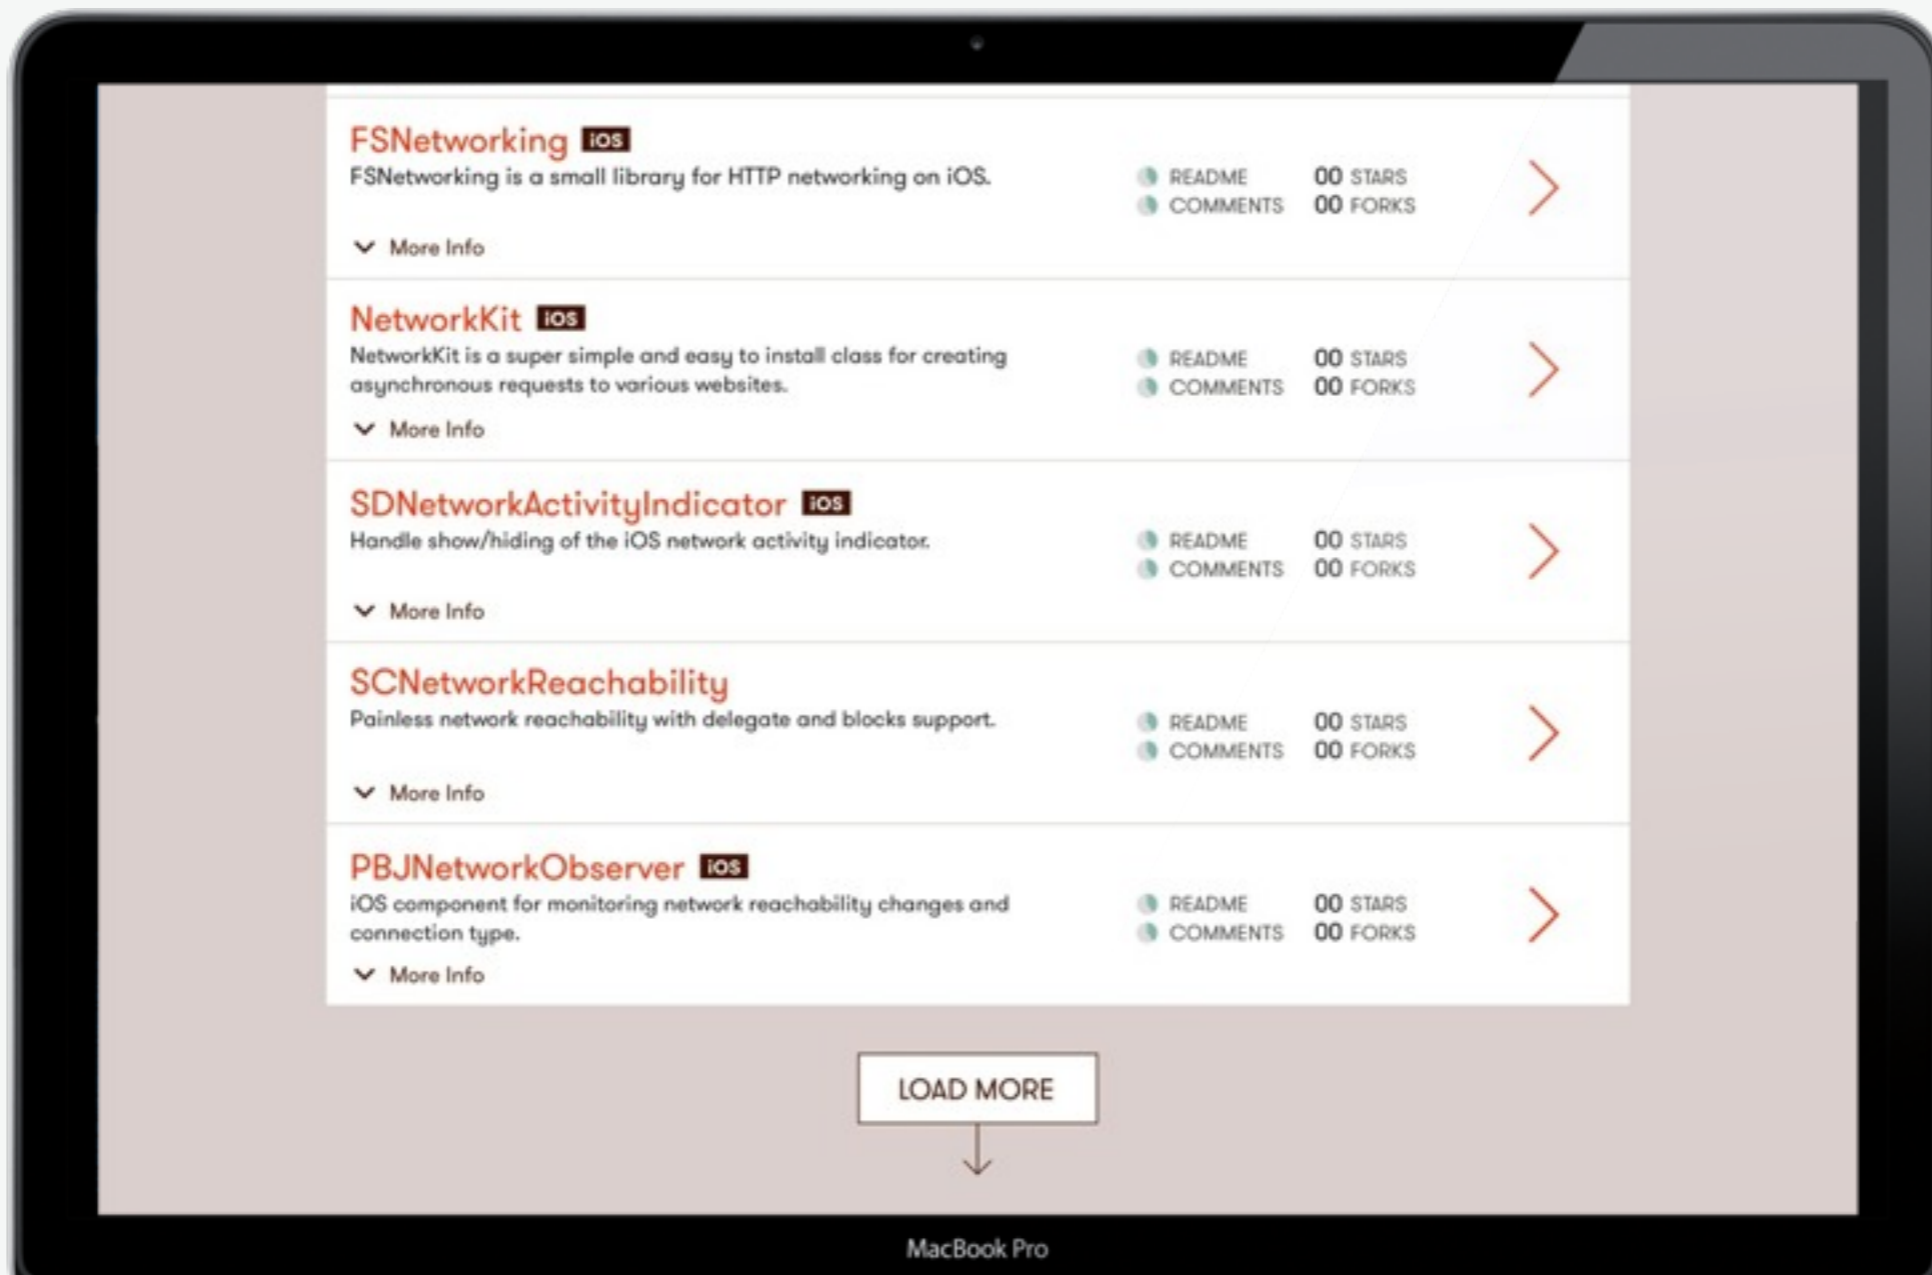 FSNetworking iOS
FSNetworking is a small library for HTTP networking on iOS.
README 00 STARS
COMMENTS 00 FORKS
More Info
NetworkKit iOS
NetworkKit is a super simple and easy to install class for creating
asynchronous requests to various websites.
README 00 STARS
COMMENTS 00 FORKS
More Info
SDNetworkActivityIndicator iOS
Handle show/hiding of the iOS network activity indicator.
README 00 STARS
COMMENTS 00 FORKS
More Info
SCNetworkReachability
Painless network reachability with delegate and blocks support.
README 00 STARS
COMMENTS 00 FORKS
More Info
PBJNetworkObserver iOS
iOS component for monitoring network reachability changes and
connection type.
README 00 STARS
COMMENTS 00 FORKS
More Info
LOAD MORE
MacBook Pro